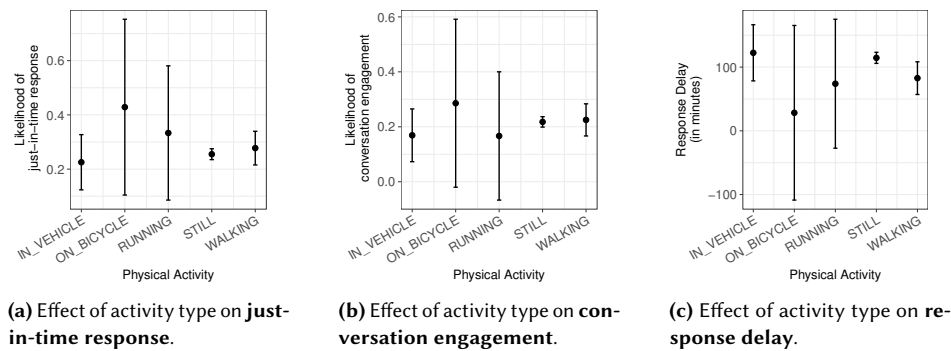 Likelihood of
just-in-time response
0.6
0.4
0.2
IN_VEHICLE
ON_BICYCLE
RUNNING
STILL
WALKING
Physical Activity
(a) Effect of activity type on just-
in-time response.
Likelihood of
conversation engagement
0.6
0.4
0.2
0.0
IN_VEHICLE
ON_BICYCLE
RUNNING
STILL
WALKING
Physical Activity
(b) Effect of activity type on con-
versation engagement.
Response Delay
(in minutes)
100
0
−100
IN_VEHICLE
ON_BICYCLE
RUNNING
STILL
WALKING
Physical Activity
(c) Effect of activity type on re-
sponse delay.